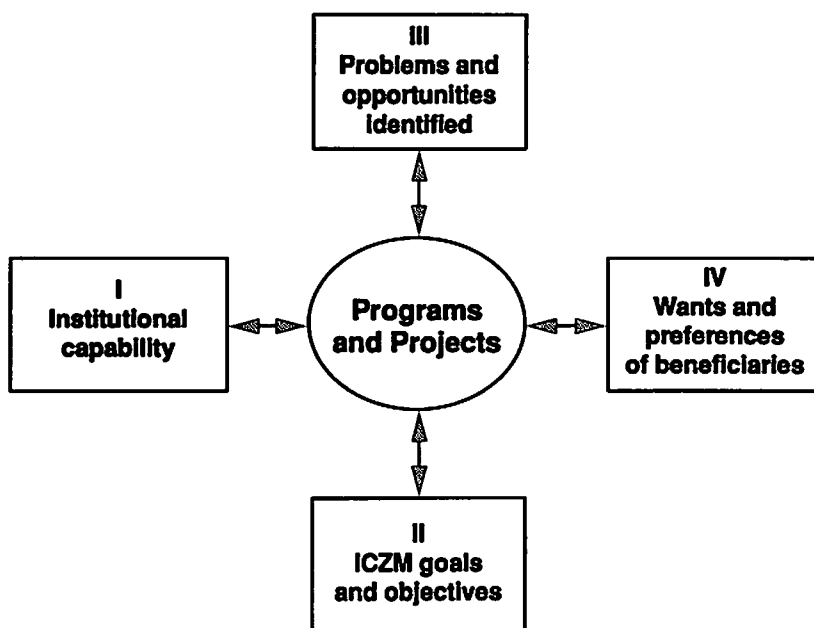 III
Problems and
opportunities
identified
I
Institutional
capability
Programs
and Projects
IV
Wants and
preferences
of beneficiaries
II
ICZM goals
and objectives